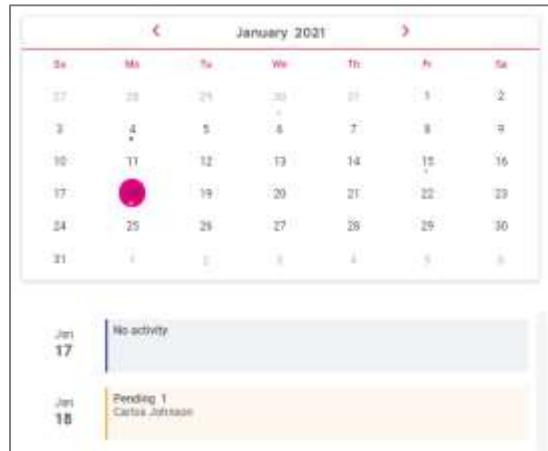 January 2021
Su Mo Tu We Th Fr Sa
27 28 29 30 31 1 2
3 4 5 6 7 8 9
10 11 12 13 14 15 16
17 18 19 20 21 22 23
24 25 26 27 28 29 30
31 1 2 3 4 5 6
Jan
17
No activity
Jan
18
Pending 1
Carlos Johnson